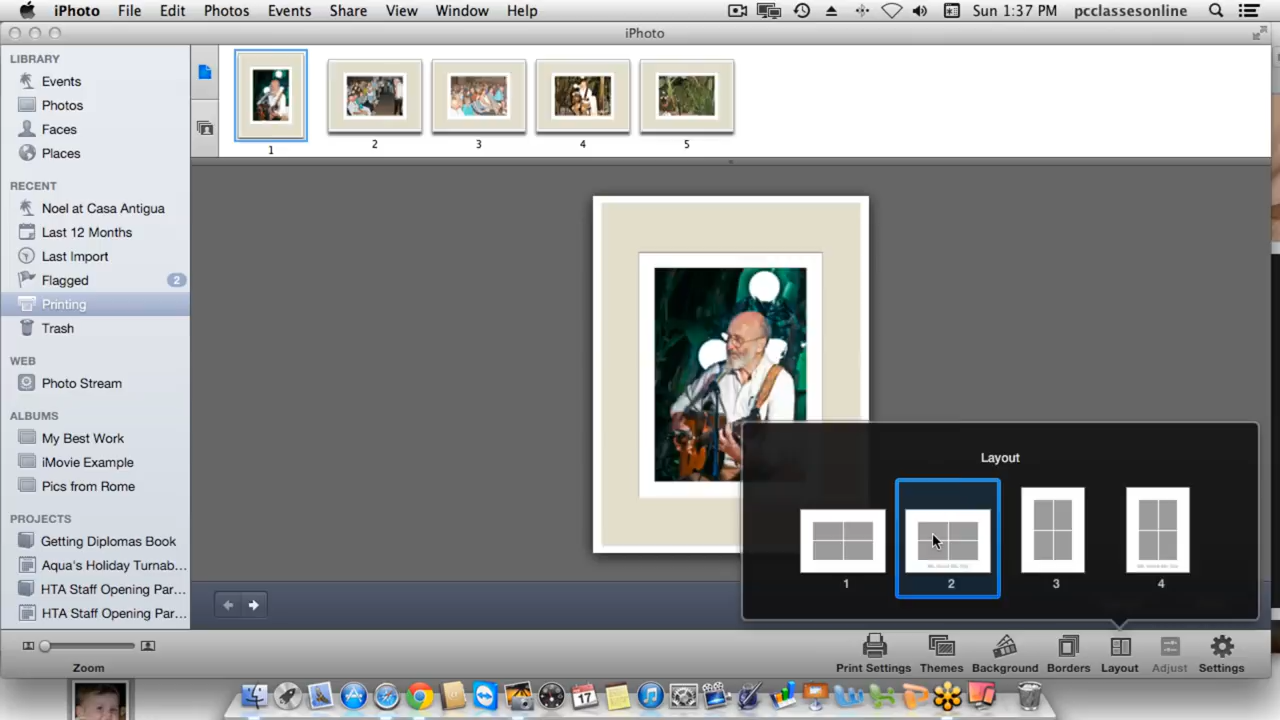 iPhoto File Edit Photos Events Share View Window Help Sun 1:37 PM pcclassesonline
iPhoto
LIBRARY
Events
Photos
Faces
Places
RECENT
Noel at Casa Antigua
Last 12 Months
Last Import
Flagged 2
Printing
Trash
WEB
Photo Stream
ALBUMS
My Best Work
iMovie Example
Pics from Rome
PROJECTS
Getting Diplomas Book
Aqua's Holiday Turnab...
HTA Staff Opening Par...
HTA Staff Opening Par...
1 2 3 4 5
Layout
1 2 3 4
Zoom
Print Settings Themes Background Borders Layout Adjust Settings
17